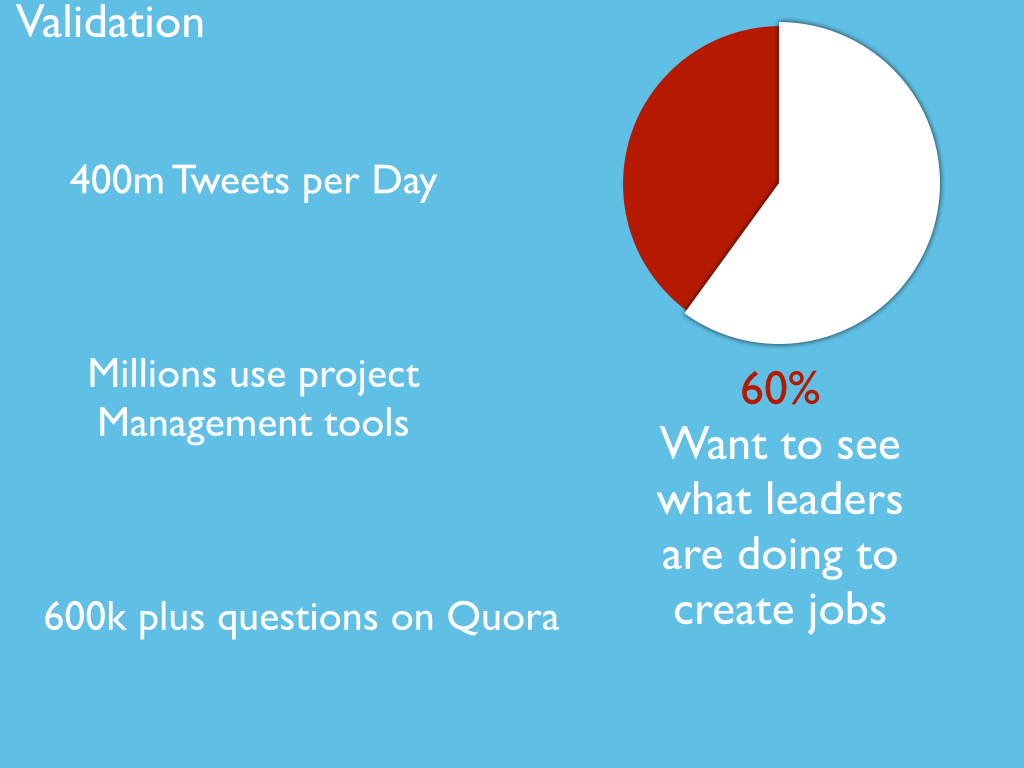 Validation
400m Tweets per Day
Millions use project
Management tools
600k plus questions on Quora
60%
Want to see
what leaders
are doing to
create jobs